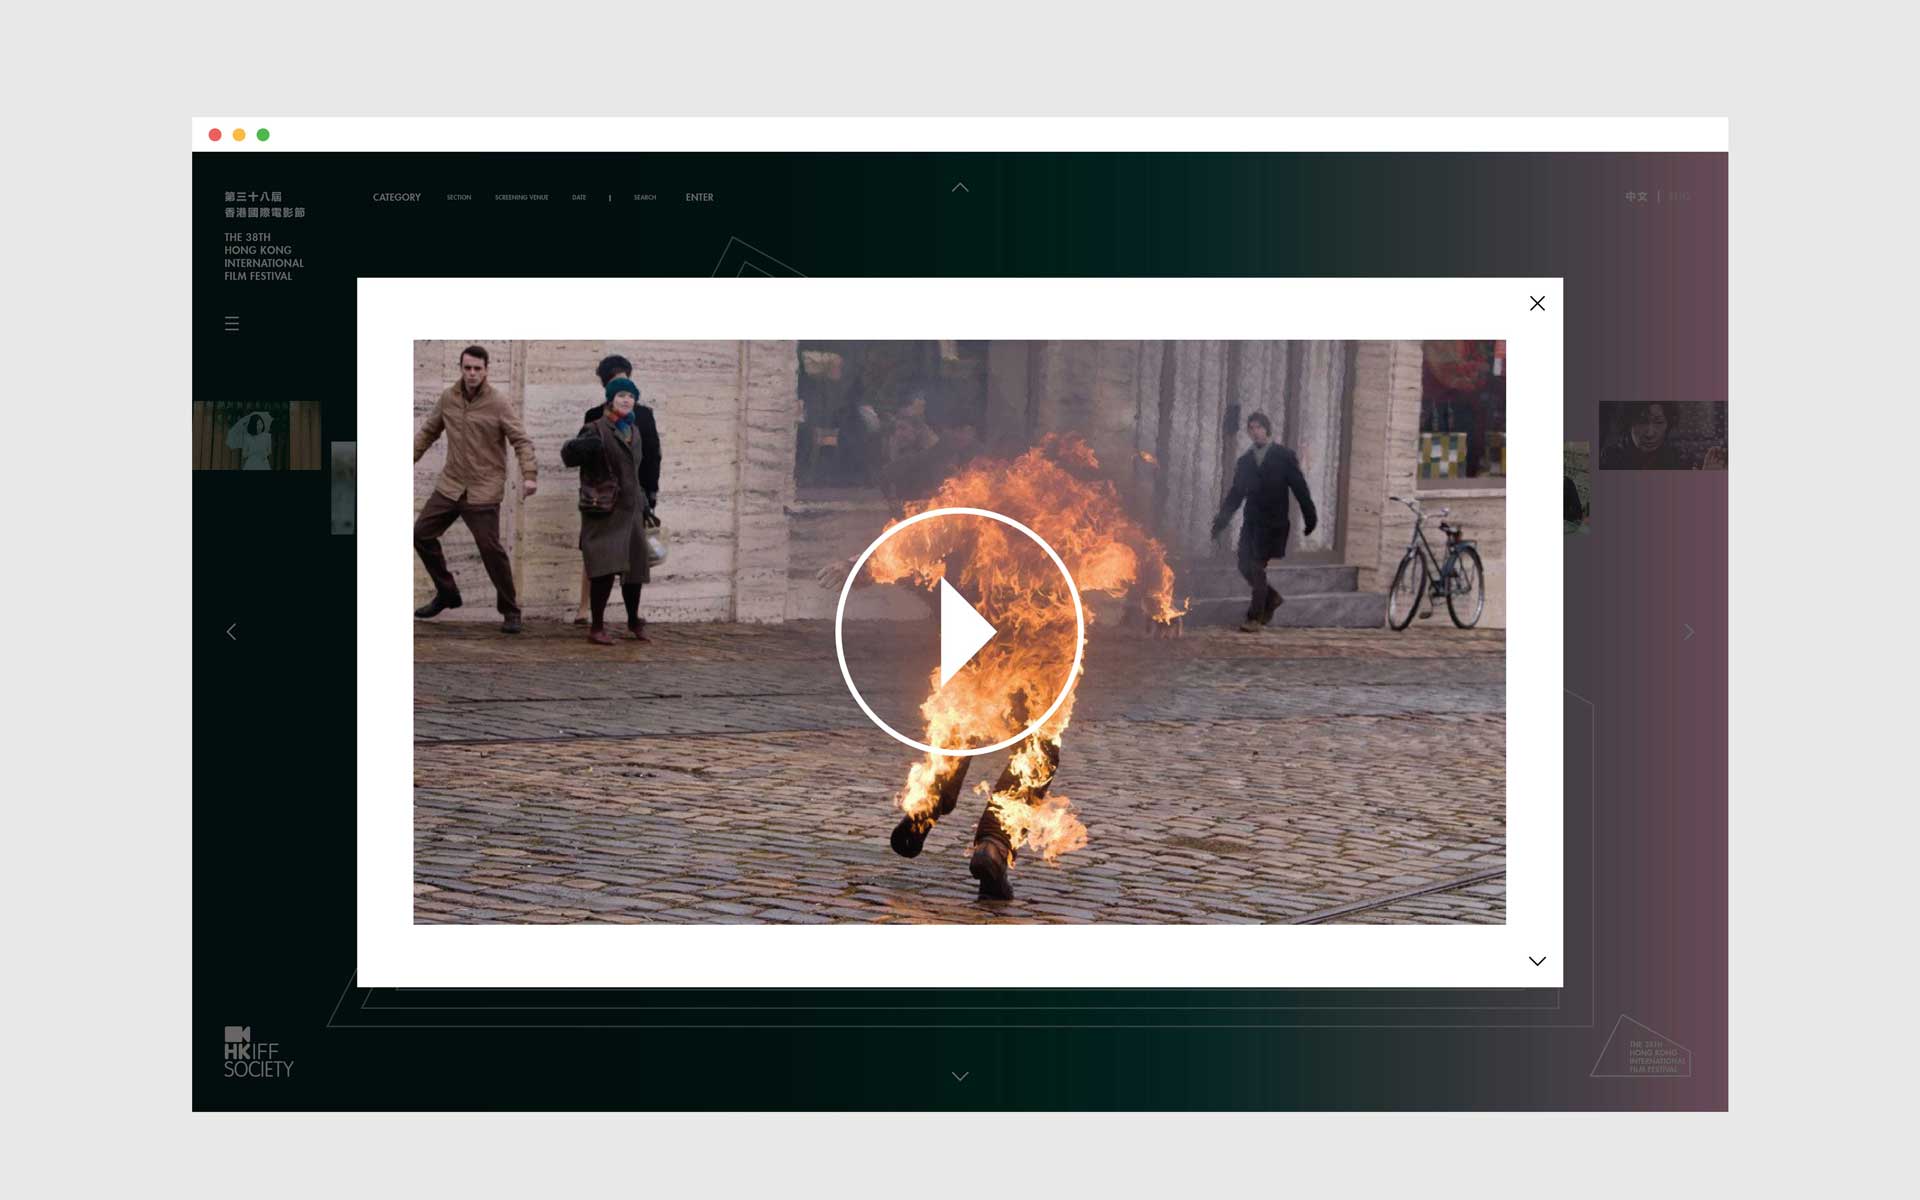 第三十八屆
香港國際電影節
THE 38TH
HONG KONG
INTERNATIONAL
FILM FESTIVAL
CATEGORY SECTION SCREENING VENUE DATE | SEARCH ENTER
中文 | ENG
HKIFF
SOCIETY
THE 38TH
HONG KONG
INTERNATIONAL
FILM FESTIVAL